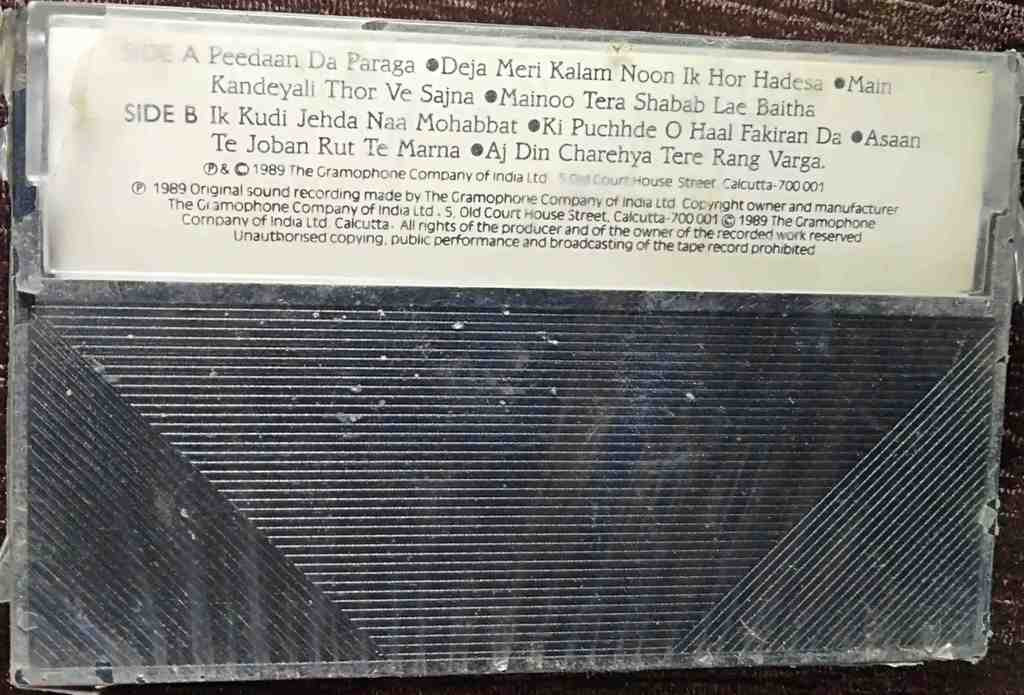 SIDE A Peedaan Da Paraga ●Deja Meri Kalam Noon Ik Hor Hadesa ●Main
Kandeyali Thor Ve Sajna ●Mainoo Tera Shabab Lae Baitha
SIDE B Ik Kudi Jehda Naa Mohabbat ●Ki Puchhde O Haal Fakiran Da ●Asaan
Te Joban Rut Te Marna ●Aj Din Charehya Tere Rang Varga.
℗ & © 1989 The Gramophone Company of India Ltd. 5 Old Court House Street, Calcutta-700 001
℗ 1989 Original sound recording made by The Gramophone Company of India Ltd. Copyright owner and manufacturer
The Gramophone Company of India Ltd., 5, Old Court House Street, Calcutta-700 001 © 1989 The Gramophone
Company of India Ltd. Calcutta. All rights of the producer and of the owner of the recorded work reserved
Unauthorised copying, public performance and broadcasting of the tape record prohibited